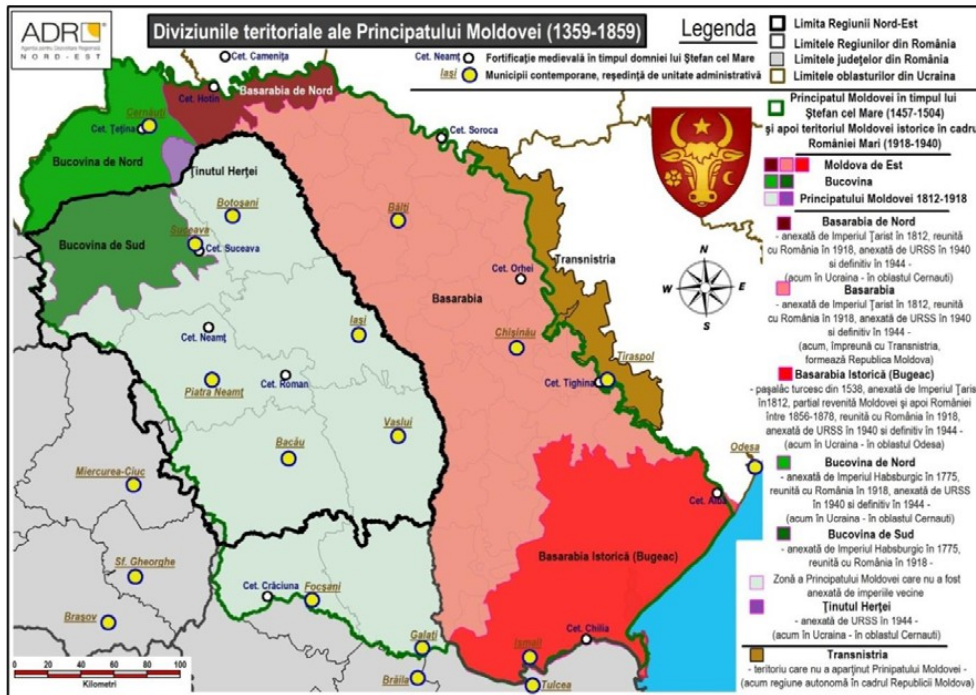 ADR
Agenția pentru Dezvoltare Regională
NORD-EST
Diviziunile teritoriale ale Principatului Moldovei (1359-1859)
Legenda
Cet. Neamț Fortificație medievală în timpul domniei lui Ștefan cel Mare
Iași Municipii contemporane, reședință de unitate administrativă
Limita Regiunii Nord-Est
Limitele Regiunilor din România
Limitele județelor din România
Limitele oblasturilor din Ucraina
Principatul Moldovei în timpul lui
Ștefan cel Mare (1457-1504)
și apoi teritoriul Moldovei istorice în cadrul
României Mari (1918-1940)
Moldova de Est
Bucovina
Principatul Moldovei 1812-1918
Basarabia de Nord
- anexată de Imperiul Țarist în 1812, reunită
cu România în 1918, anexată de URSS în 1940
si definitiv în 1944 -
(acum în Ucraina - în oblastul Cernauti)
Basarabia
- anexată de Imperiul Țarist în 1812, reunită
cu România în 1918, anexată de URSS în 1940
si definitiv în 1944 -
(acum, împreună cu Transnistria,
formează Republica Moldova)
Basarabia Istorică (Bugeac)
- pașalâc turcesc din 1538, anexată de Imperiul Țarist
în1812, partial revenită Moldovei și apoi României
între 1856-1878, reunită cu România în 1918,
anexată de URSS în 1940 si definitiv în 1944 -
(acum în Ucraina - în oblastul Odesa)
Bucovina de Nord
- anexată de Imperiul Habsburgic în 1775,
reunită cu România în 1918, anexată de URSS
în 1940 si definitiv în 1944 -
(acum în Ucraina - în oblastul Cernauti)
Bucovina de Sud
- anexată de Imperiul Habsburgic în 1775,
reunită cu România în 1918 -
Zonă a Principatului Moldovei care nu a fost
anexată de imperiile vecine
Ținutul Herței
- anexată de URSS în 1944 -
(acum în Ucraina - în oblastul Cernauti)
Transnistria
- teritoriu care nu a aparținut Prinipatului Moldovei -
(acum regiune autonomă în cadrul Republicii Moldova)
Cet. Camenița
Cet. Hotin
Basarabia de Nord
Cernăuți
Cet. Țețina
Cet. Soroca
Bucovina de Nord
Ținutul Herței
Botoșani
Bălți
Suceava
Cet. Suceava
Bucovina de Sud
Transnistria
Cet. Orhei
Basarabia
N
W E
S
Cet. Neamț
Iași
Chișinău
Tiraspol
Cet. Tighina
Piatra Neamț
Cet. Roman
Vaslui
Bacău
Odesa
Miercurea-Ciuc
Cet. Albă
Basarabia Istorică (Bugeac)
Sf. Gheorghe
Cet. Crăciuna
Focșani
Brașov
Galați
Cet. Chilia
Ismail
Brăila
Tulcea
0 20 40 60 80 100
Kilometri